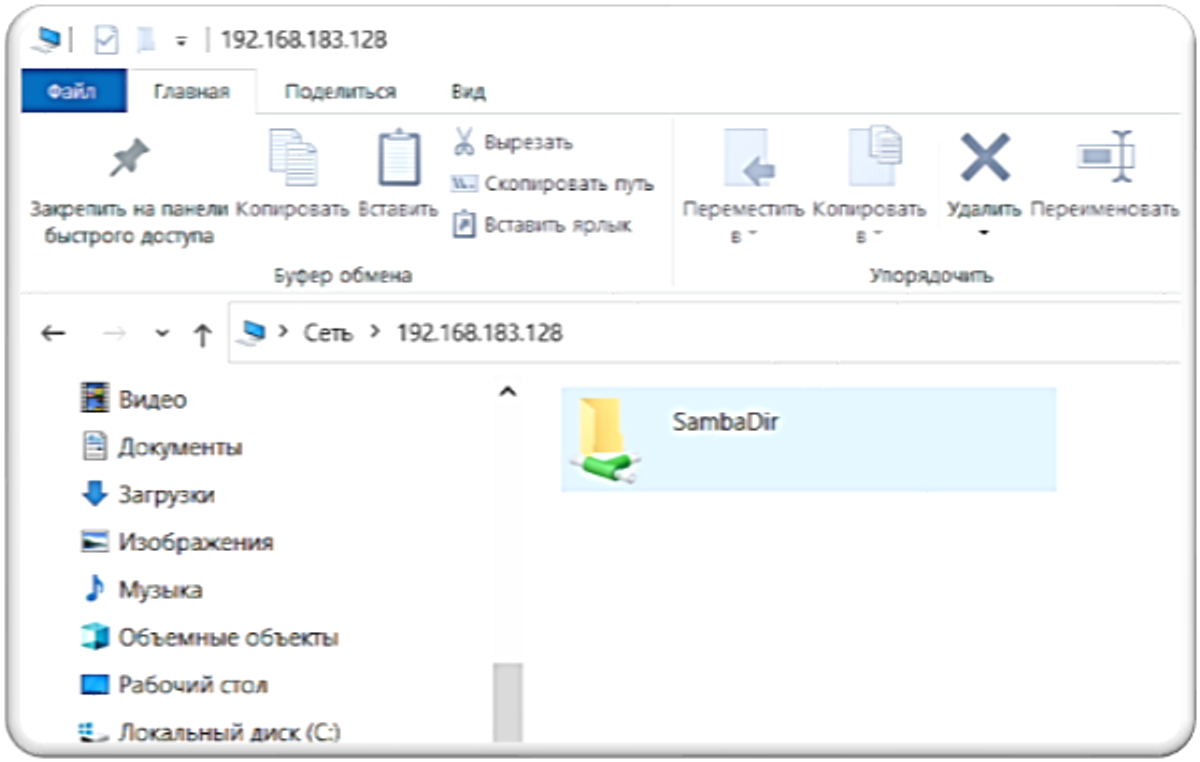 192.168.183.128
Файл Главная Поделиться Вид
Вырезать
Скопировать путь
Закрепить на панели быстрого доступа
Копировать
Вставить
Вставить ярлык
Переместить в
Копировать в
Удалить
Переименовать
Буфер обмена
Упорядочить
Сеть 192.168.183.128
Видео
SambaDir
Документы
Загрузки
Изображения
Музыка
Объемные объекты
Рабочий стол
Локальный диск (C:)